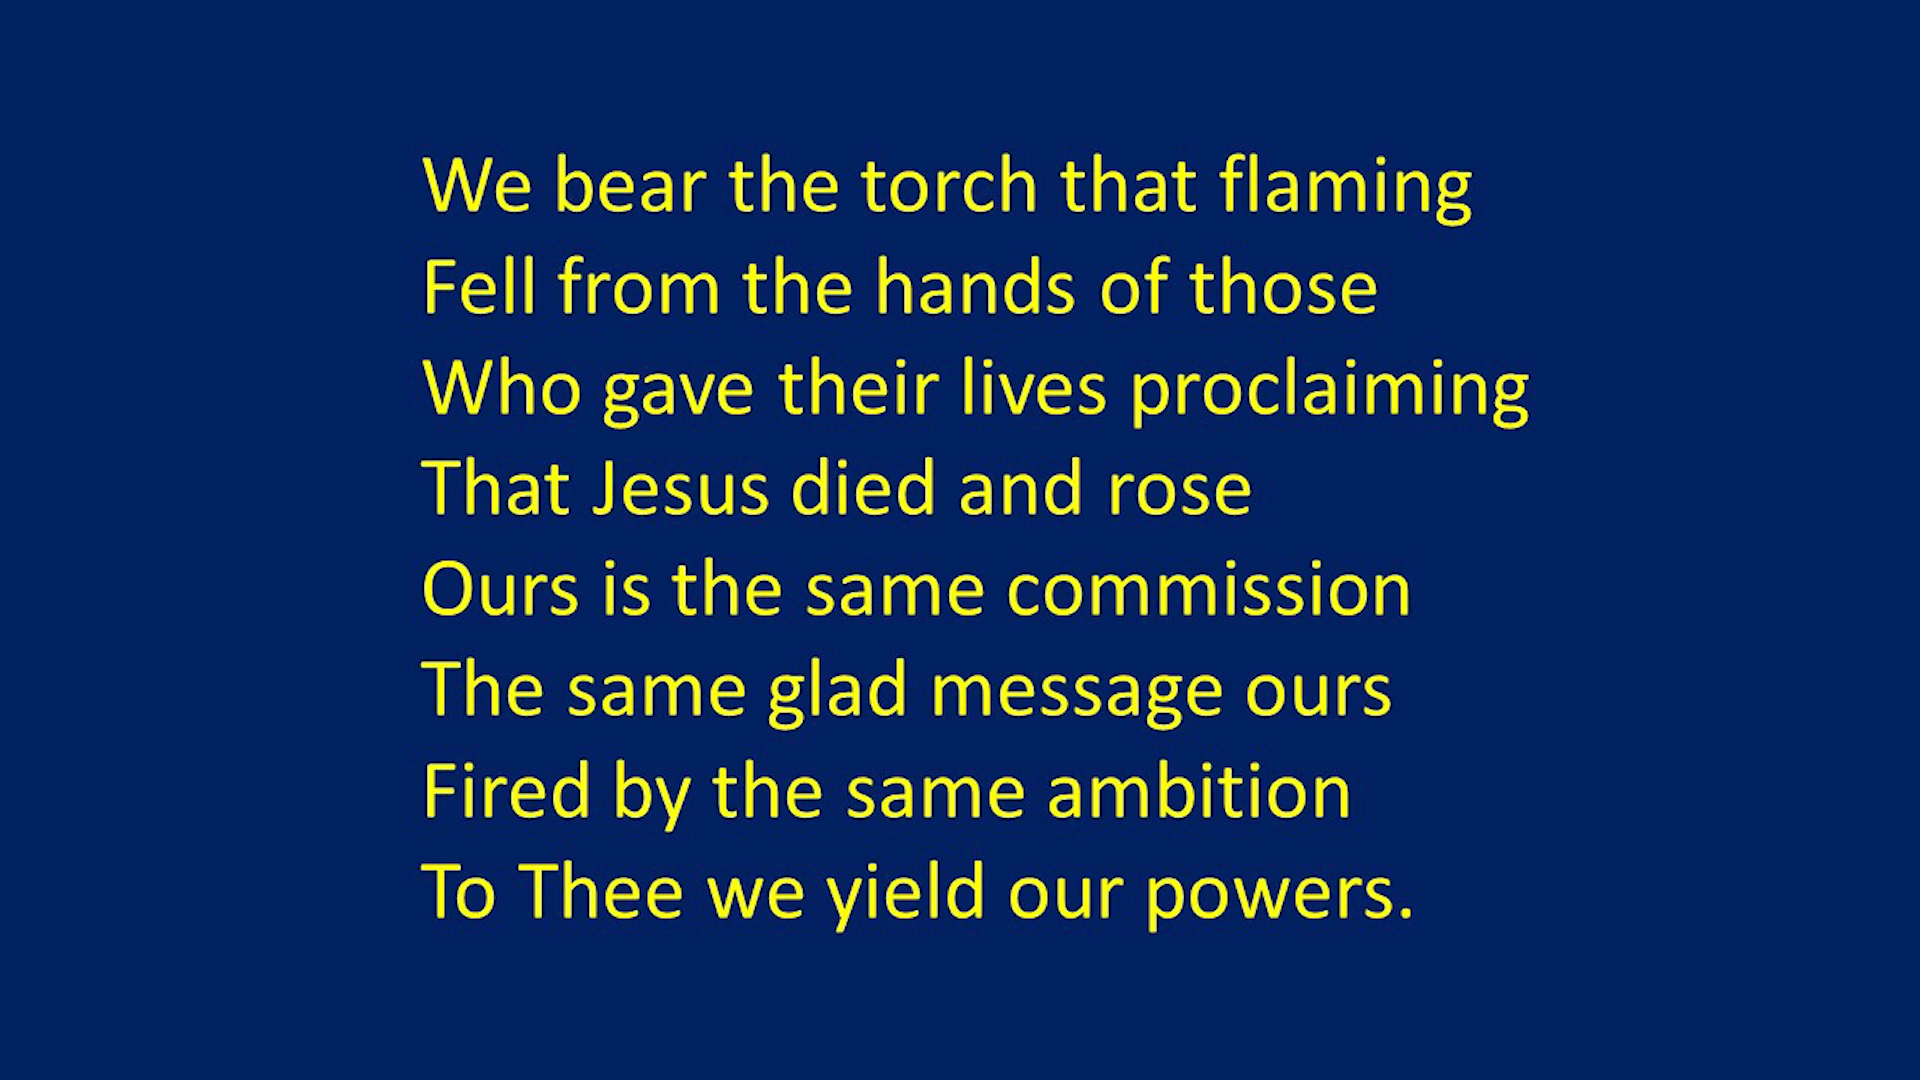 We bear the torch that flaming
Fell from the hands of those
Who gave their lives proclaiming
That Jesus died and rose
Ours is the same commission
The same glad message ours
Fired by the same ambition
To Thee we yield our powers.